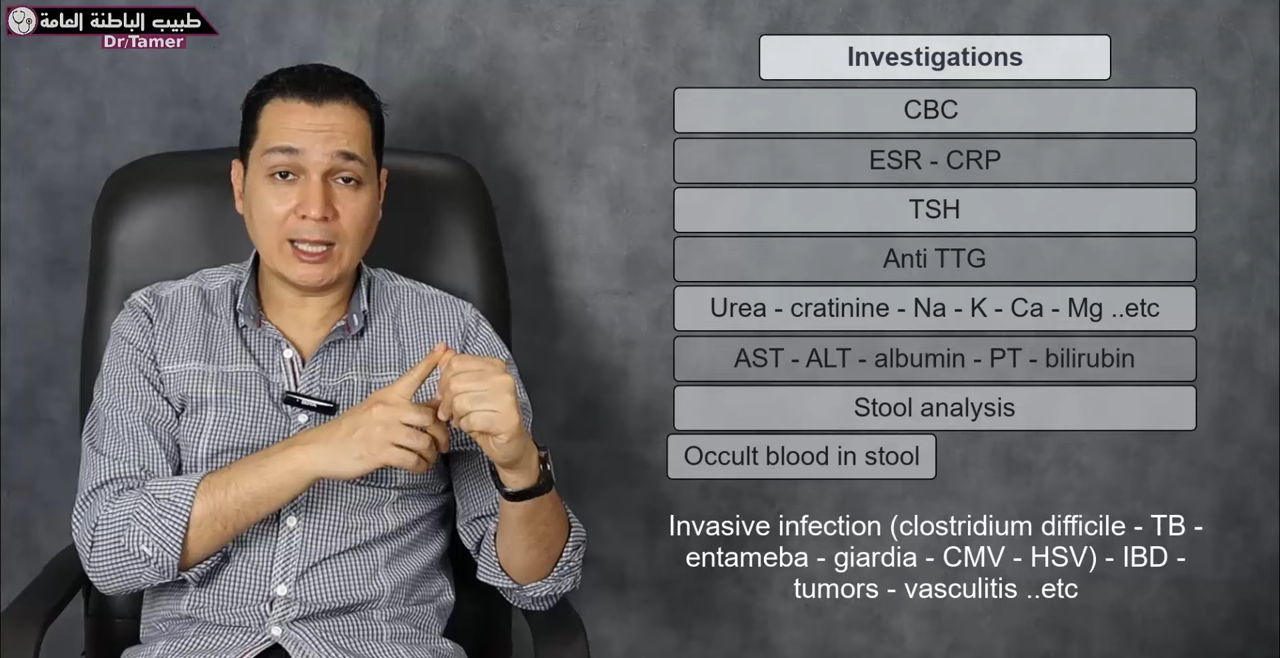 طبيب الباطنة العامة
Dr/Tamer
Investigations
CBC
ESR - CRP
TSH
Anti TTG
Urea - cratinine - Na - K - Ca - Mg ..etc
AST - ALT - albumin - PT - bilirubin
Stool analysis
Occult blood in stool
Invasive infection (clostridium difficile - TB -
entameba - giardia - CMV - HSV) - IBD -
tumors - vasculitis ..etc